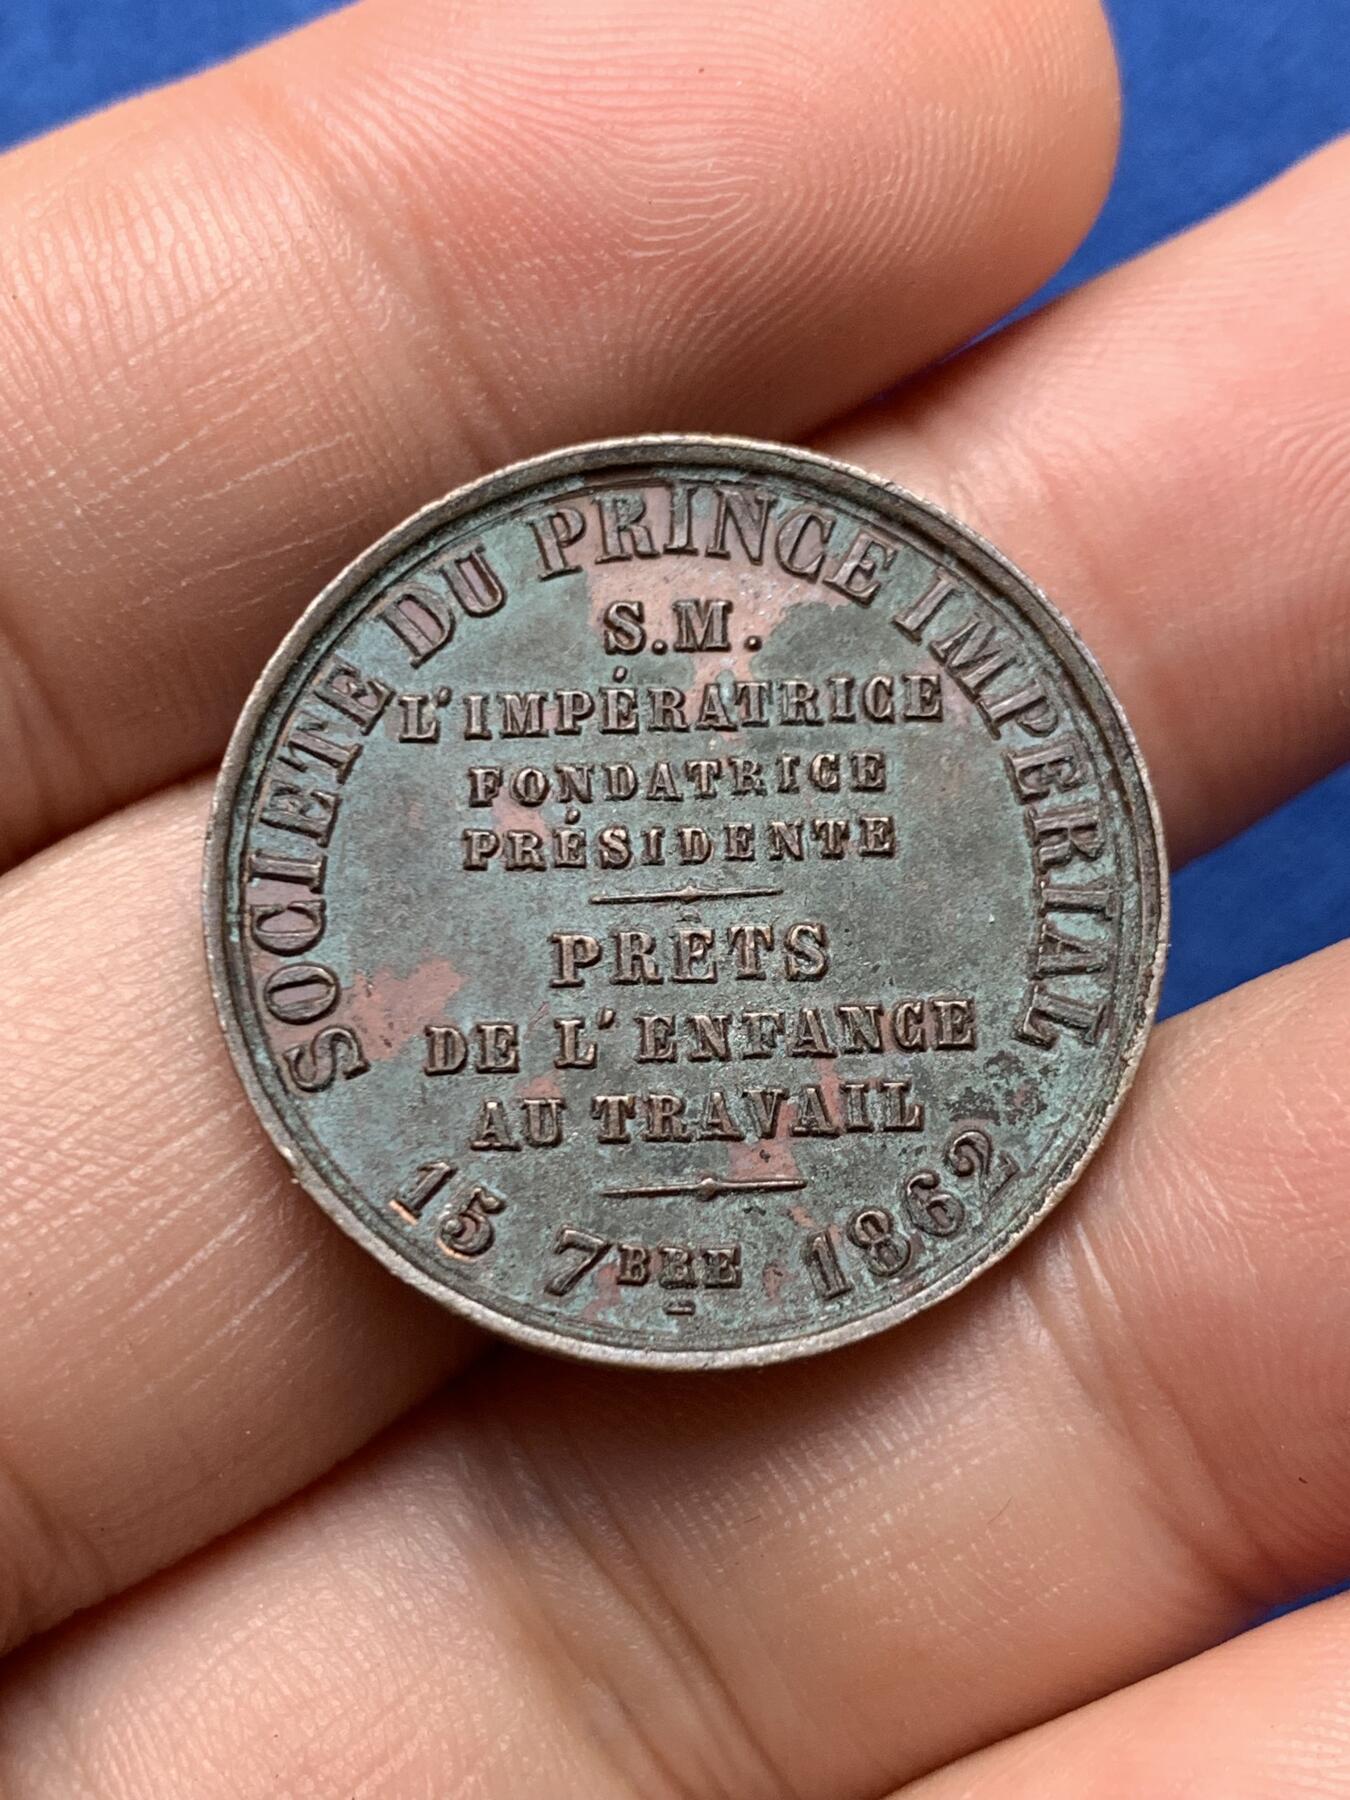 SOCIETE DU PRINCE IMPERIAL
S.M.
L'IMPÉRATRICE
FONDATRICE
PRÉSIDENTE
PRÊTS
DE L'ENFANCE
AU TRAVAIL
15 7BRE 1862